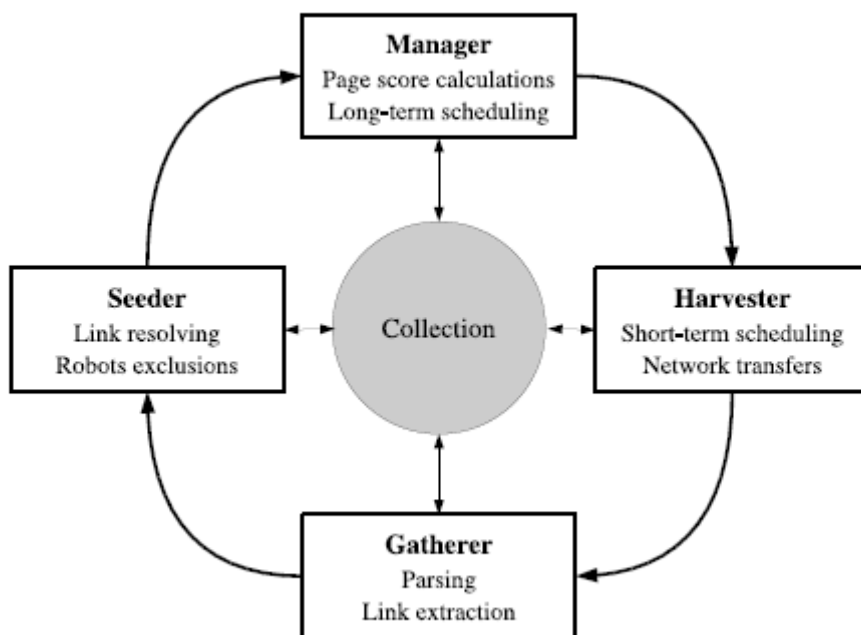 Manager
Page score calculations
Long-term scheduling
Seeder
Link resolving
Robots exclusions
Collection
Harvester
Short-term scheduling
Network transfers
Gatherer
Parsing
Link extraction